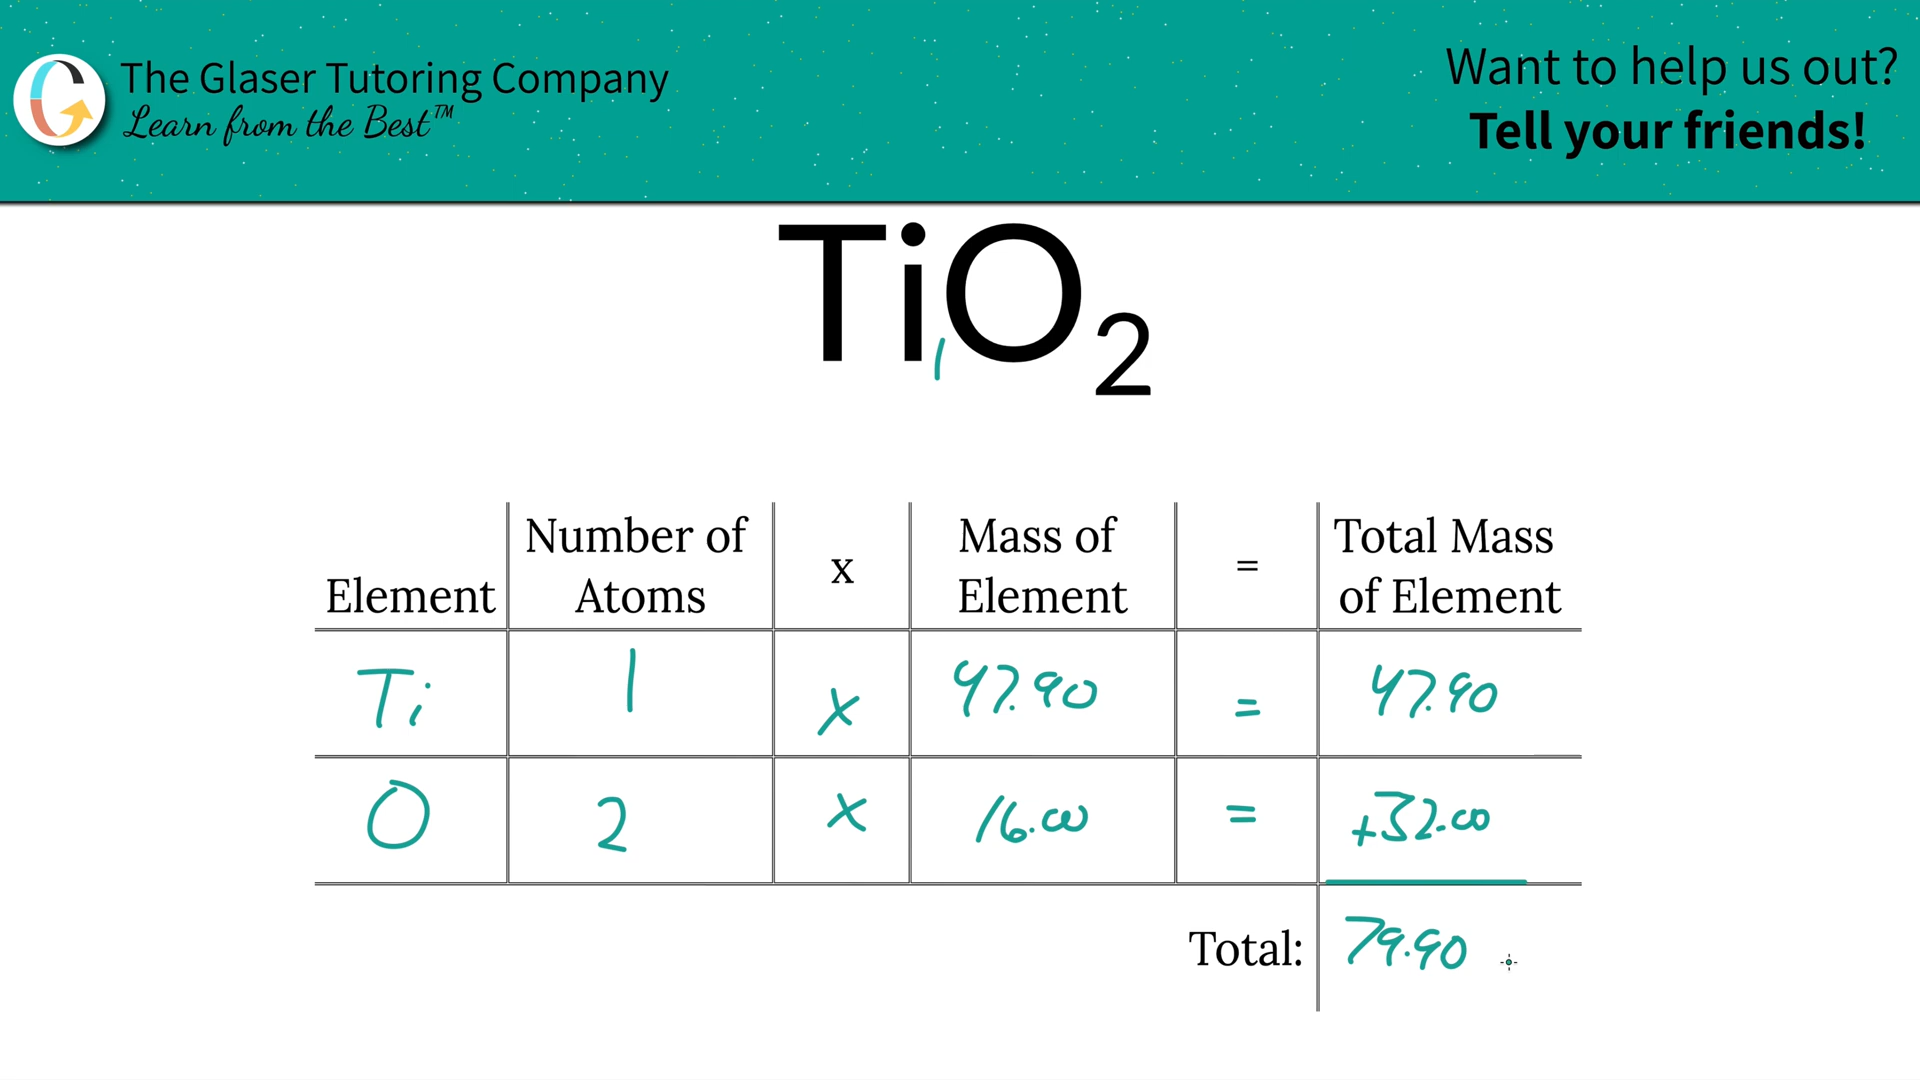 The Glaser Tutoring Company
Learn from the Best™
Want to help us out?
Tell your friends!
Ti₁O₂
Element | Number of Atoms | x | Mass of Element | = | Total Mass of Element
Ti | 1 | x | 47.90 | = | 47.90
O | 2 | x | 16.00 | = | +32.00
Total: 79.90